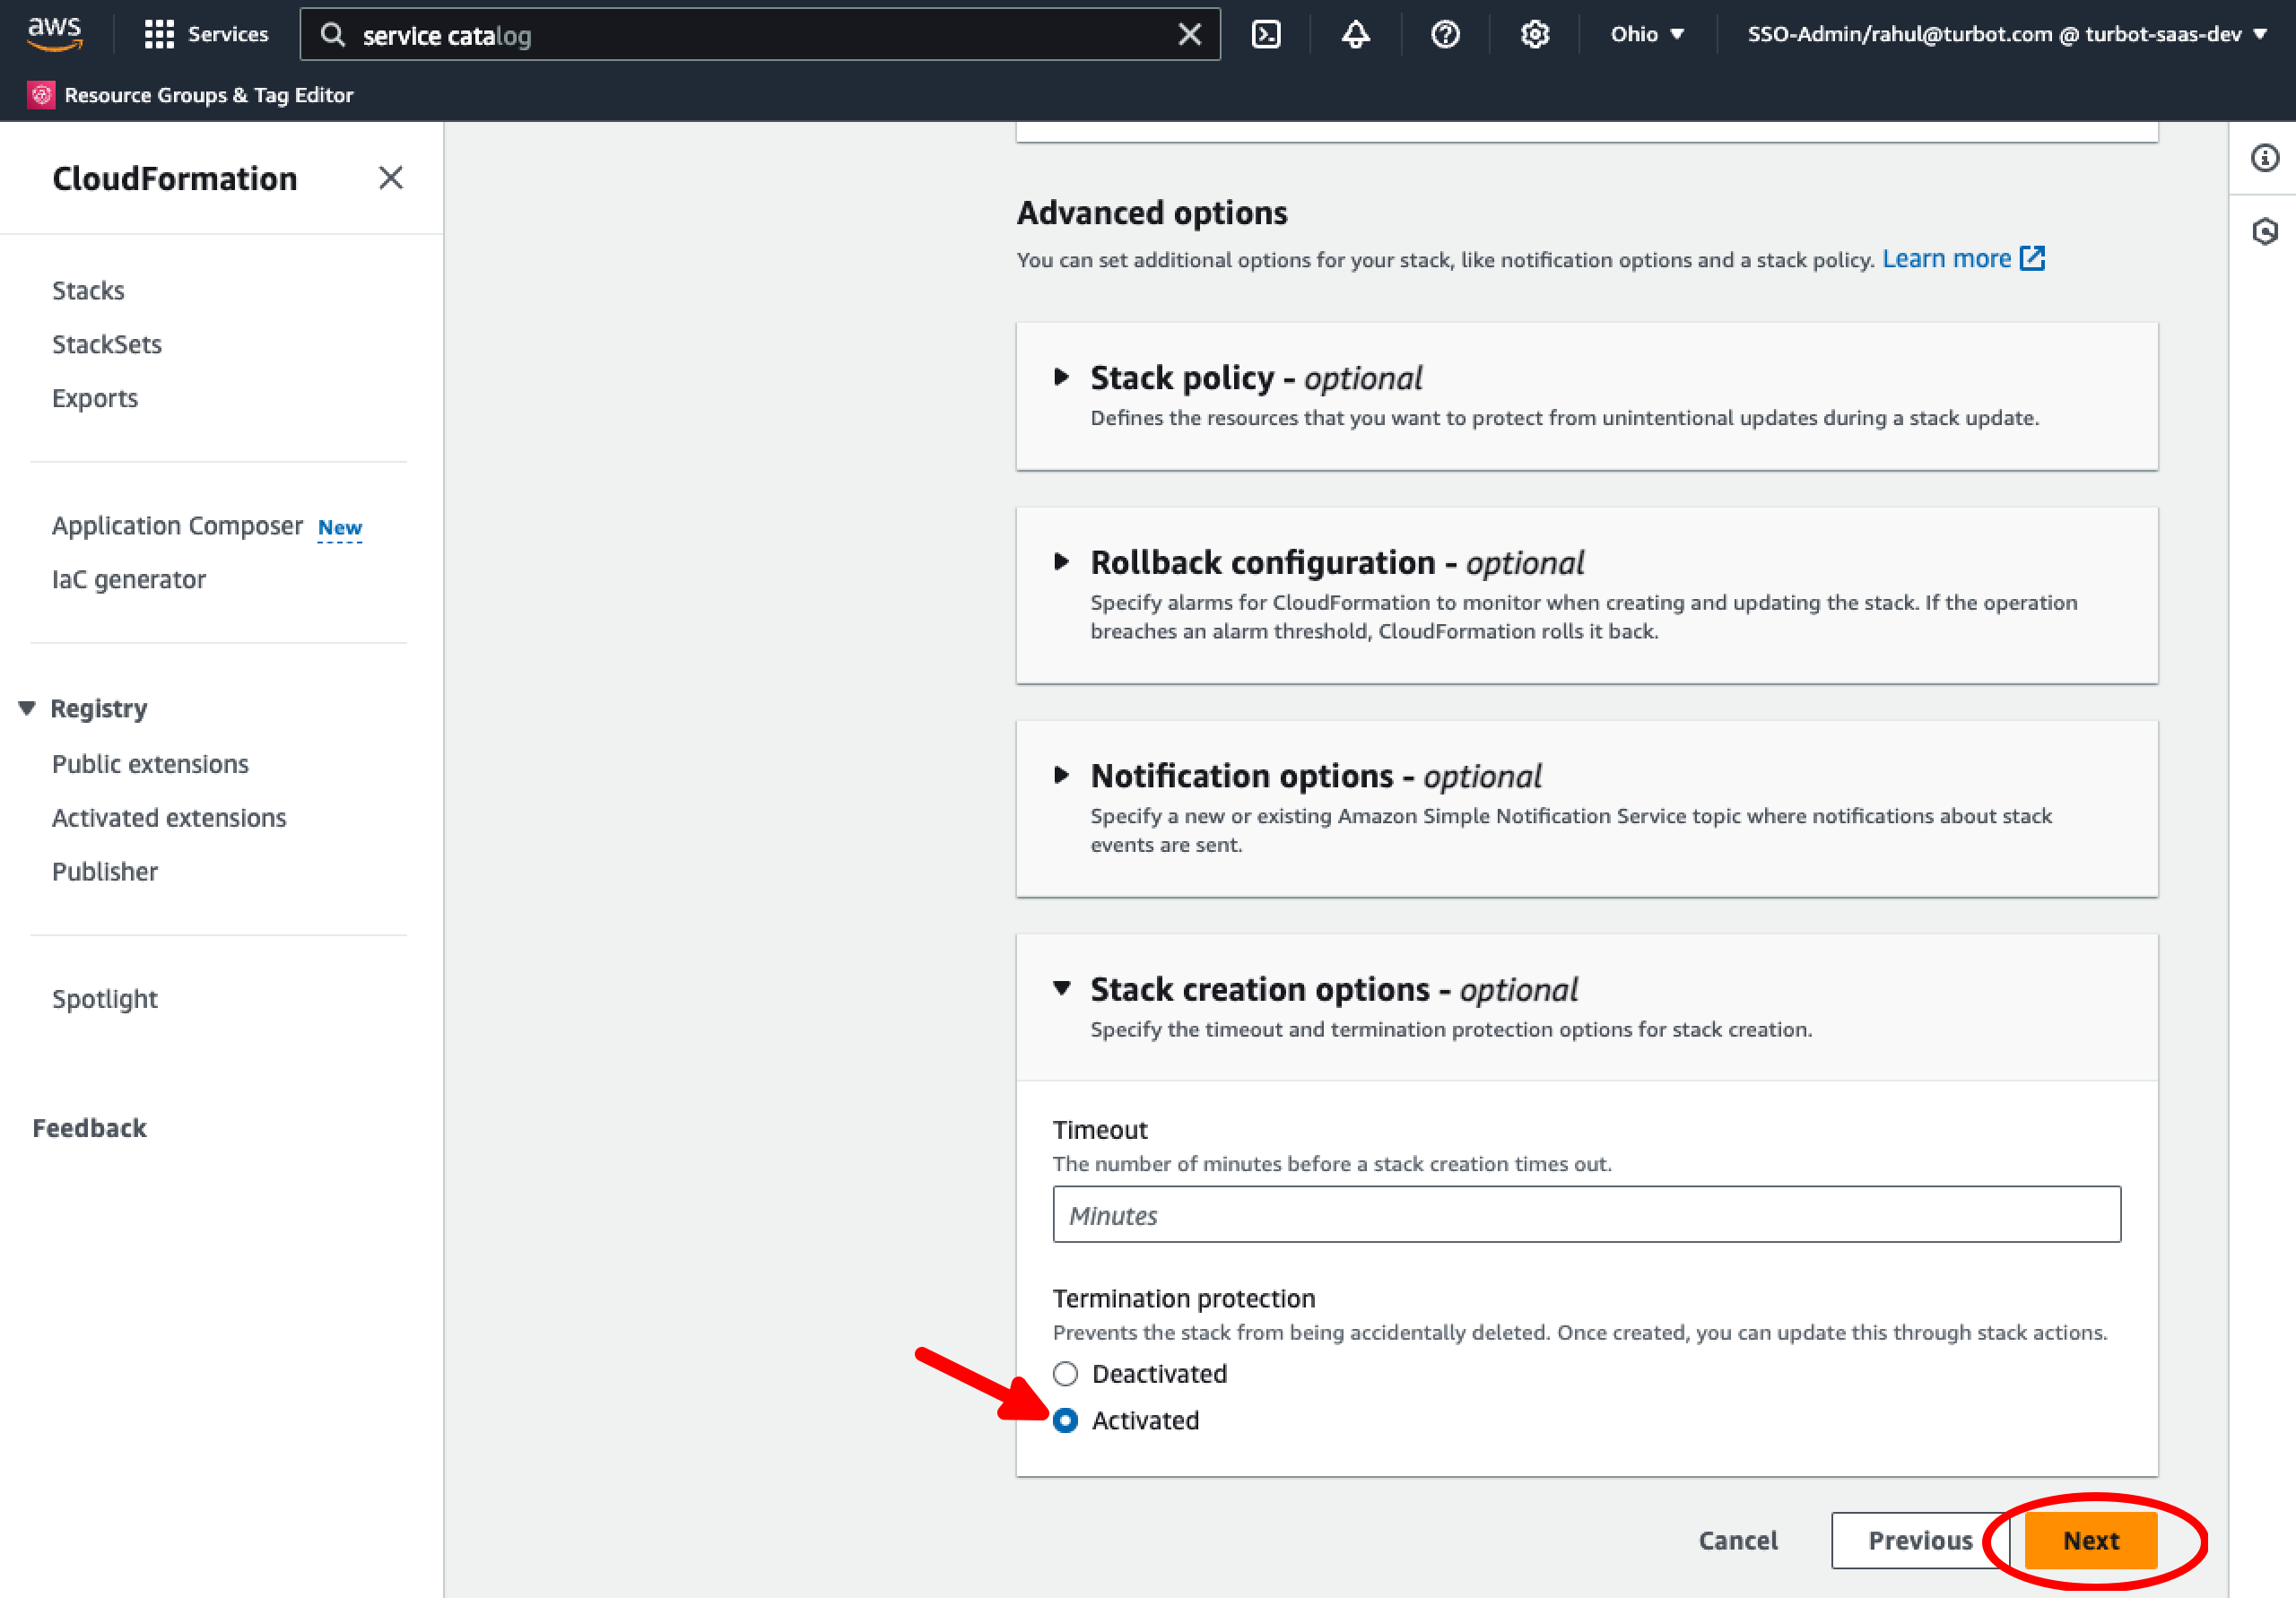 aws
Services
service catalog
Ohio
SSO-Admin/rahul@turbot.com @ turbot-saas-dev
Resource Groups & Tag Editor
CloudFormation
Stacks
StackSets
Exports
Application Composer New
IaC generator
Registry
Public extensions
Activated extensions
Publisher
Spotlight
Feedback
Advanced options
You can set additional options for your stack, like notification options and a stack policy. Learn more
Stack policy - optional
Defines the resources that you want to protect from unintentional updates during a stack update.
Rollback configuration - optional
Specify alarms for CloudFormation to monitor when creating and updating the stack. If the operation
breaches an alarm threshold, CloudFormation rolls it back.
Notification options - optional
Specify a new or existing Amazon Simple Notification Service topic where notifications about stack
events are sent.
Stack creation options - optional
Specify the timeout and termination protection options for stack creation.
Timeout
The number of minutes before a stack creation times out.
Minutes
Termination protection
Prevents the stack from being accidentally deleted. Once created, you can update this through stack actions.
Deactivated
Activated
Cancel
Previous
Next